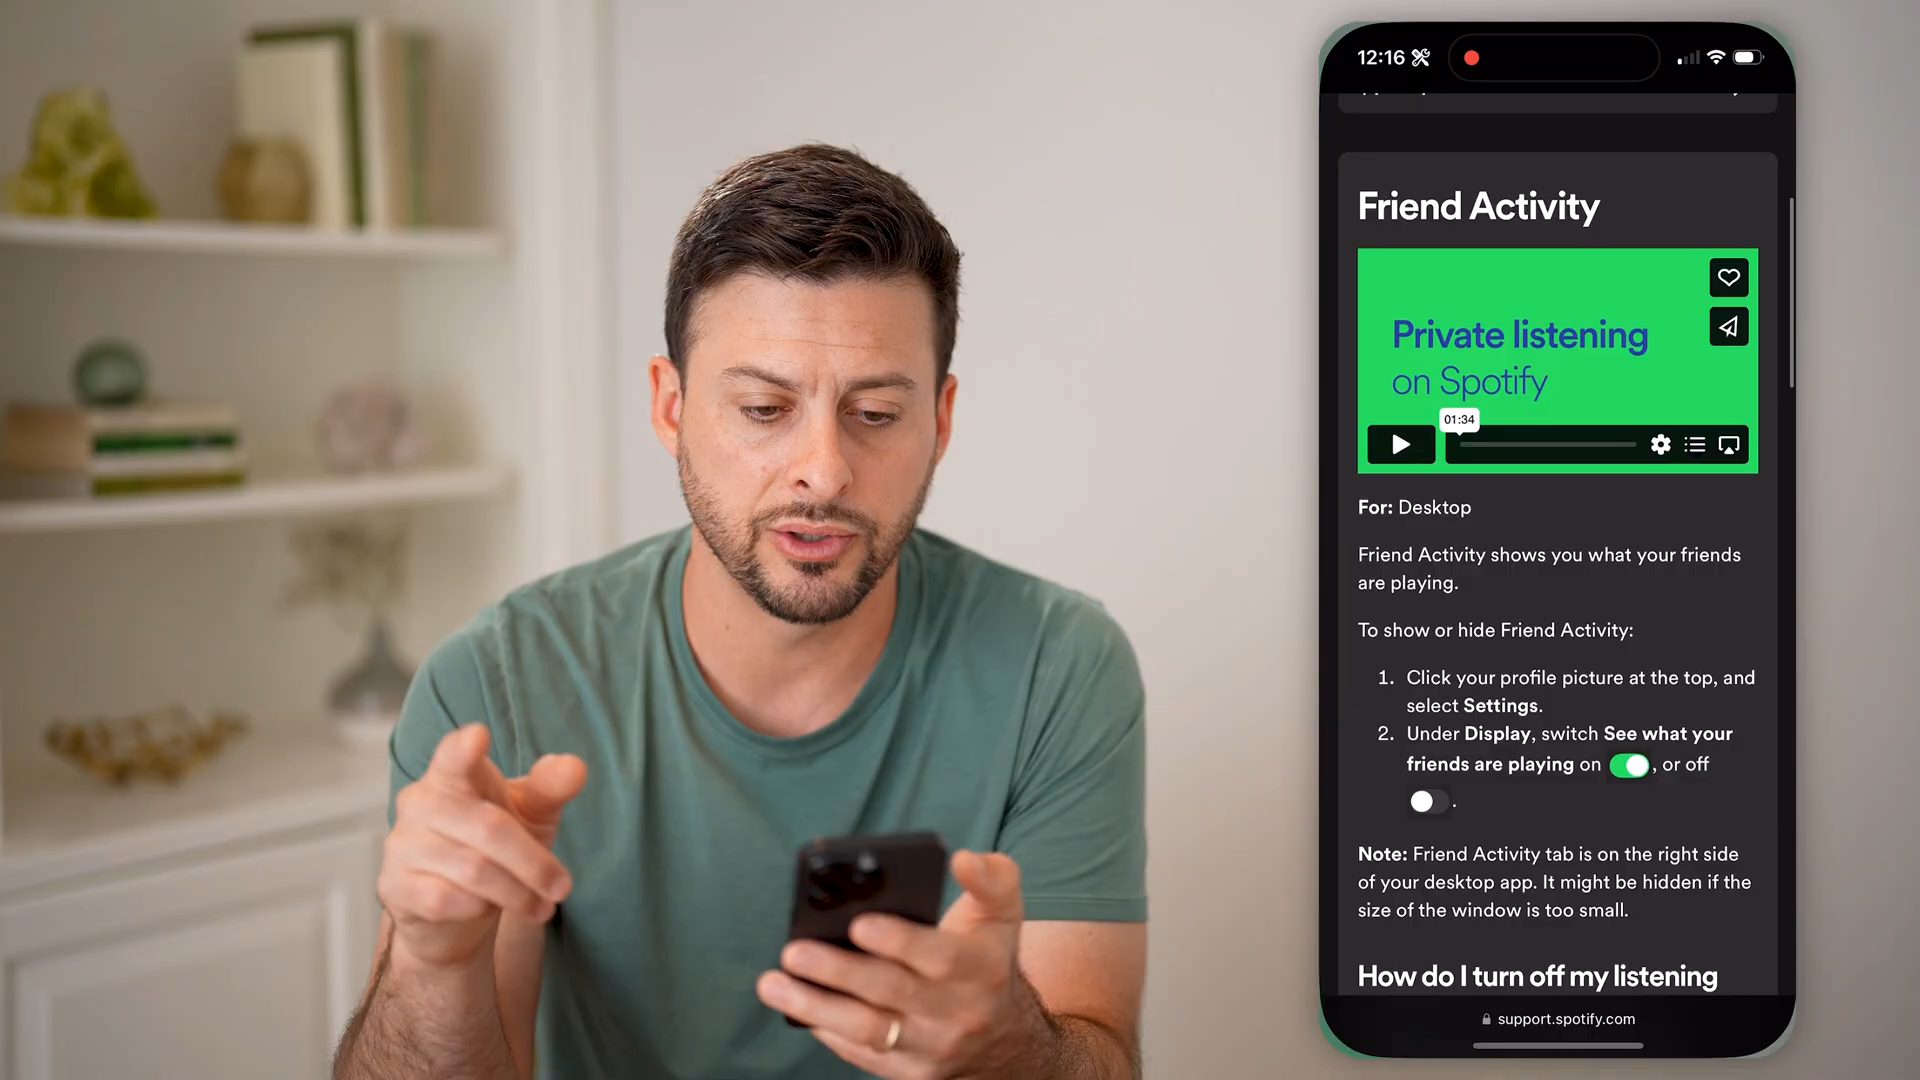 12:16
Friend Activity
Private listening
on Spotify
01:34
For: Desktop
Friend Activity shows you what your friends
are playing.
To show or hide Friend Activity:
1. Click your profile picture at the top, and
select Settings.
2. Under Display, switch See what your
friends are playing on , or off
.
Note: Friend Activity tab is on the right side
of your desktop app. It might be hidden if the
size of the window is too small.
How do I turn off my listening
support.spotify.com